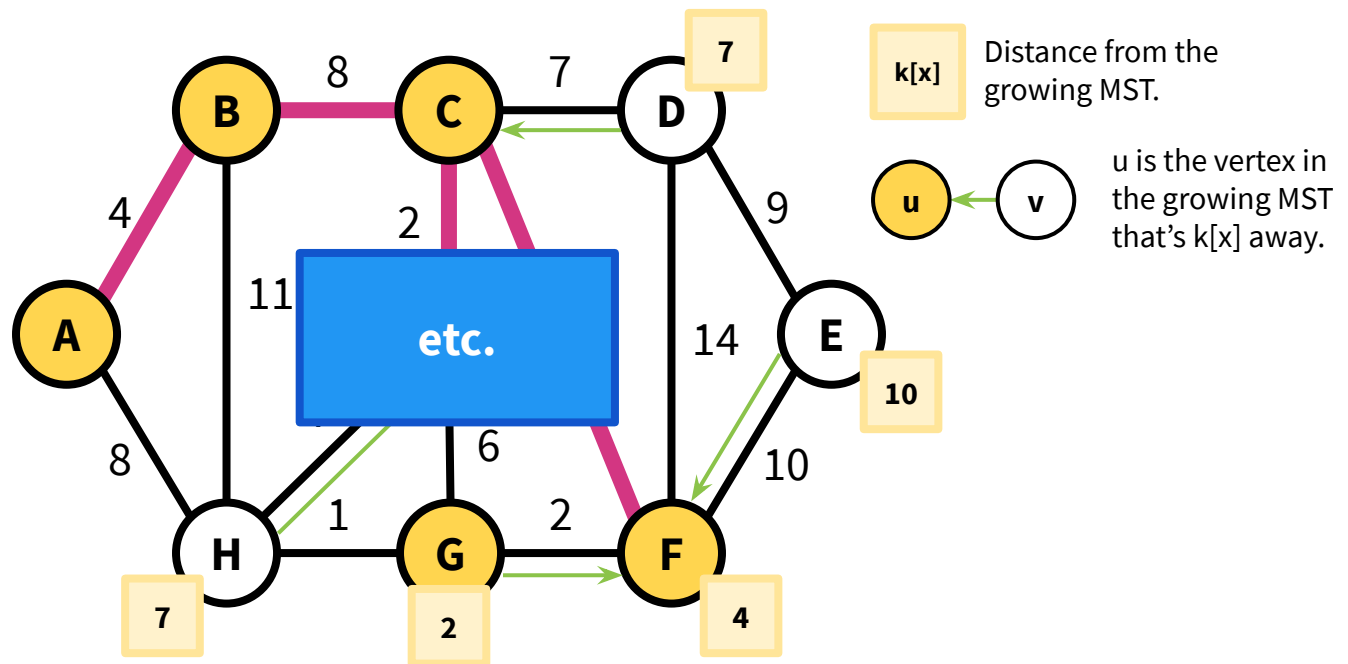 7
8
7
B
C
D
k[x]
Distance from the
growing MST.
4
2
9
u
v
u is the vertex in
the growing MST
that’s k[x] away.
11
A
etc.
14
E
10
8
6
10
1
2
H
G
F
7
2
4